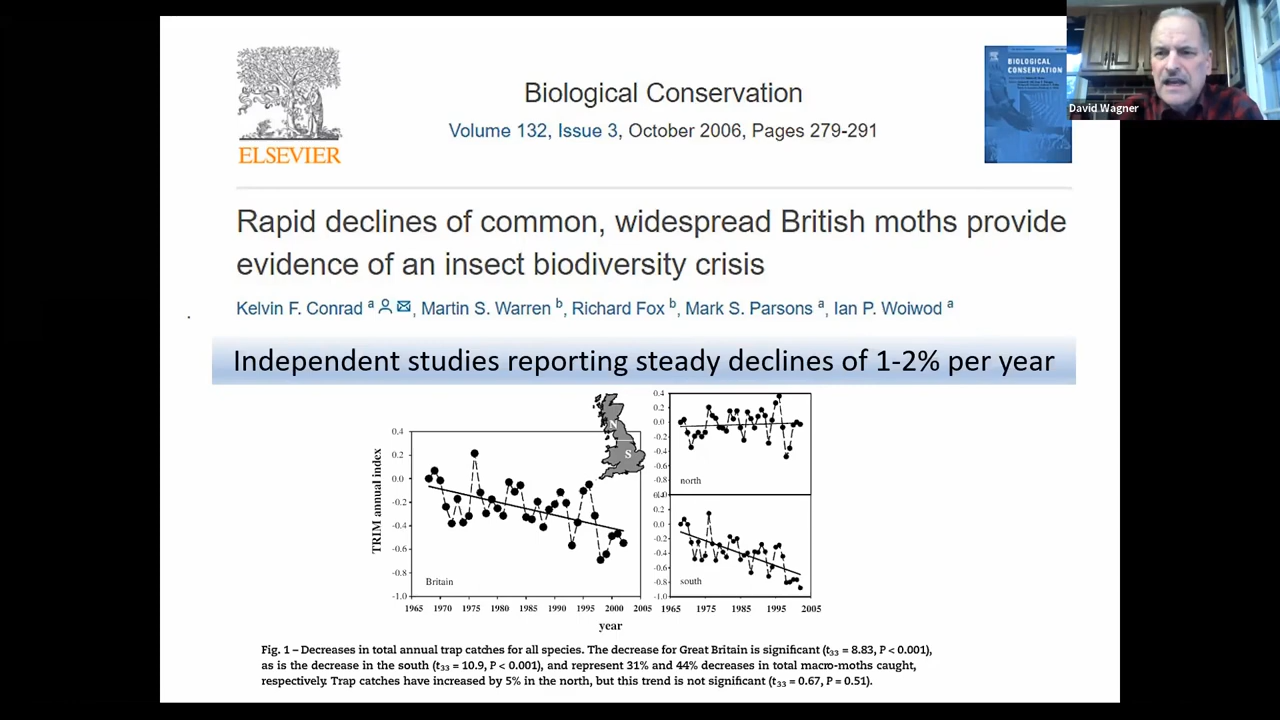 Biological Conservation
Volume 132, Issue 3, October 2006, Pages 279-291
ELSEVIER
BIOLOGICAL
CONSERVATION
David Wagner
Rapid declines of common, widespread British moths provide
evidence of an insect biodiversity crisis
Kelvin F. Conrad a, Martin S. Warren b, Richard Fox b, Mark S. Parsons a, Ian P. Woiwod a
Independent studies reporting steady declines of 1-2% per year
TRIM annual index
0.4
0.2
0.0
-0.2
-0.4
-0.6
-0.8
-1.0
N
S
Britain
1965 1970 1975 1980 1985 1990 1995 2000 2005
year
0.4
0.2
0.0
-0.2
-0.4
-0.6
-0.8
north
0.2
0.0
-0.2
-0.4
-0.6
-0.8
-1.0
south
1965 1975 1985 1995 2005
Fig. 1 – Decreases in total annual trap catches for all species. The decrease for Great Britain is significant (t33 = 8.83, P < 0.001),
as is the decrease in the south (t33 = 10.9, P < 0.001), and represent 31% and 44% decreases in total macro-moths caught,
respectively. Trap catches have increased by 5% in the north, but this trend is not significant (t33 = 0.67, P = 0.51).